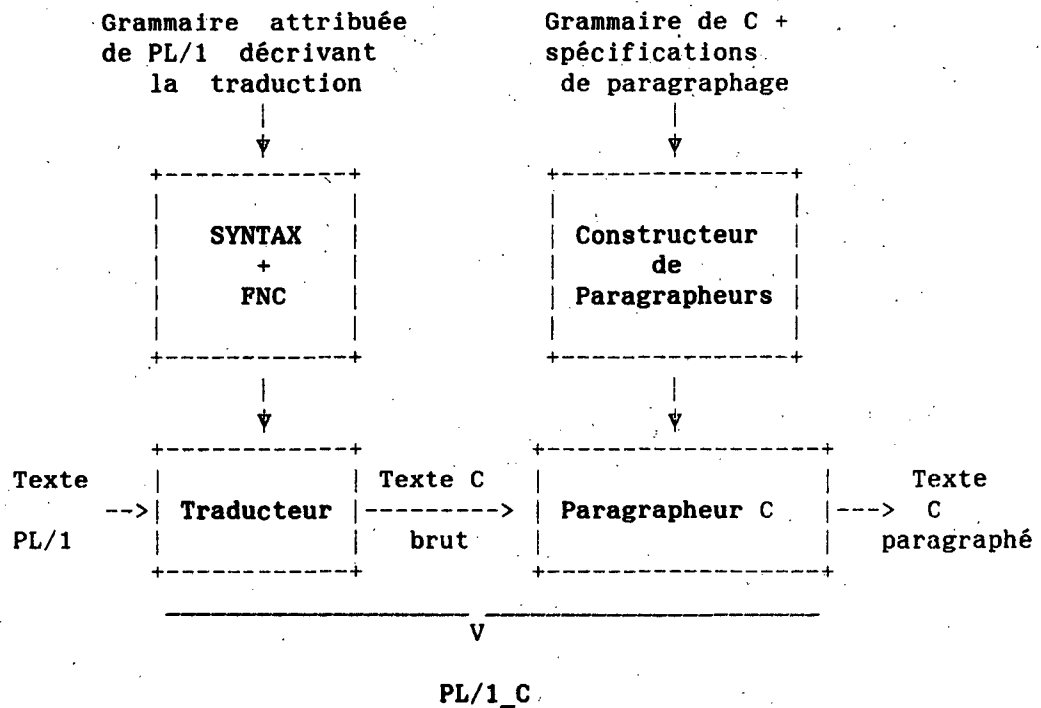 Grammaire attribuée
de PL/1 décrivant
la traduction
Grammaire de C +
spécifications
de paragraphage
SYNTAX
+
FNC
Constructeur
de
Paragrapheurs
Texte
PL/1
Traducteur
Texte C
brut
Paragrapheur C
Texte
C
paragraphé
V
PL/1_C